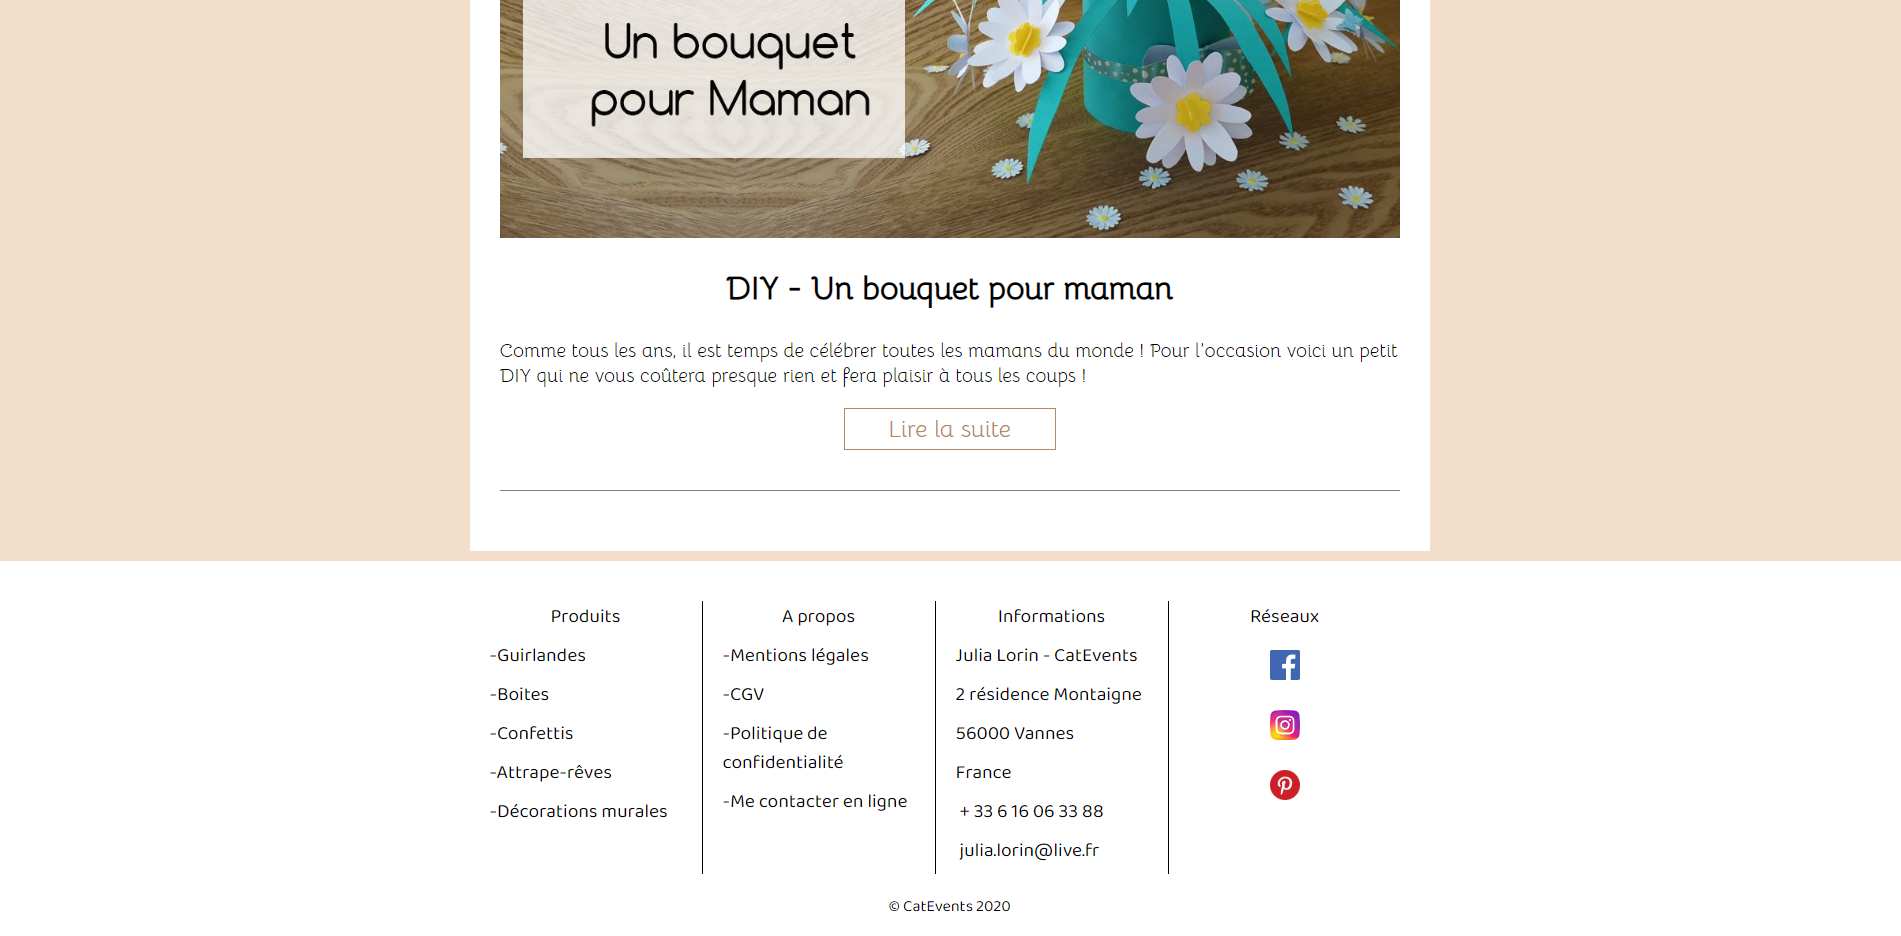 Un bouquet
pour Maman
DIY - Un bouquet pour maman
Comme tous les ans, il est temps de célébrer toutes les mamans du monde ! Pour l'occasion voici un petit
DIY qui ne vous coûtera presque rien et fera plaisir à tous les coups !
Lire la suite
Produits
-Guirlandes
-Boites
-Confettis
-Attrape-rêves
-Décorations murales
A propos
-Mentions légales
-CGV
-Politique de
confidentialité
-Me contacter en ligne
Informations
Julia Lorin - CatEvents
2 résidence Montaigne
56000 Vannes
France
+ 33 6 16 06 33 88
julia.lorin@live.fr
Réseaux
© CatEvents 2020